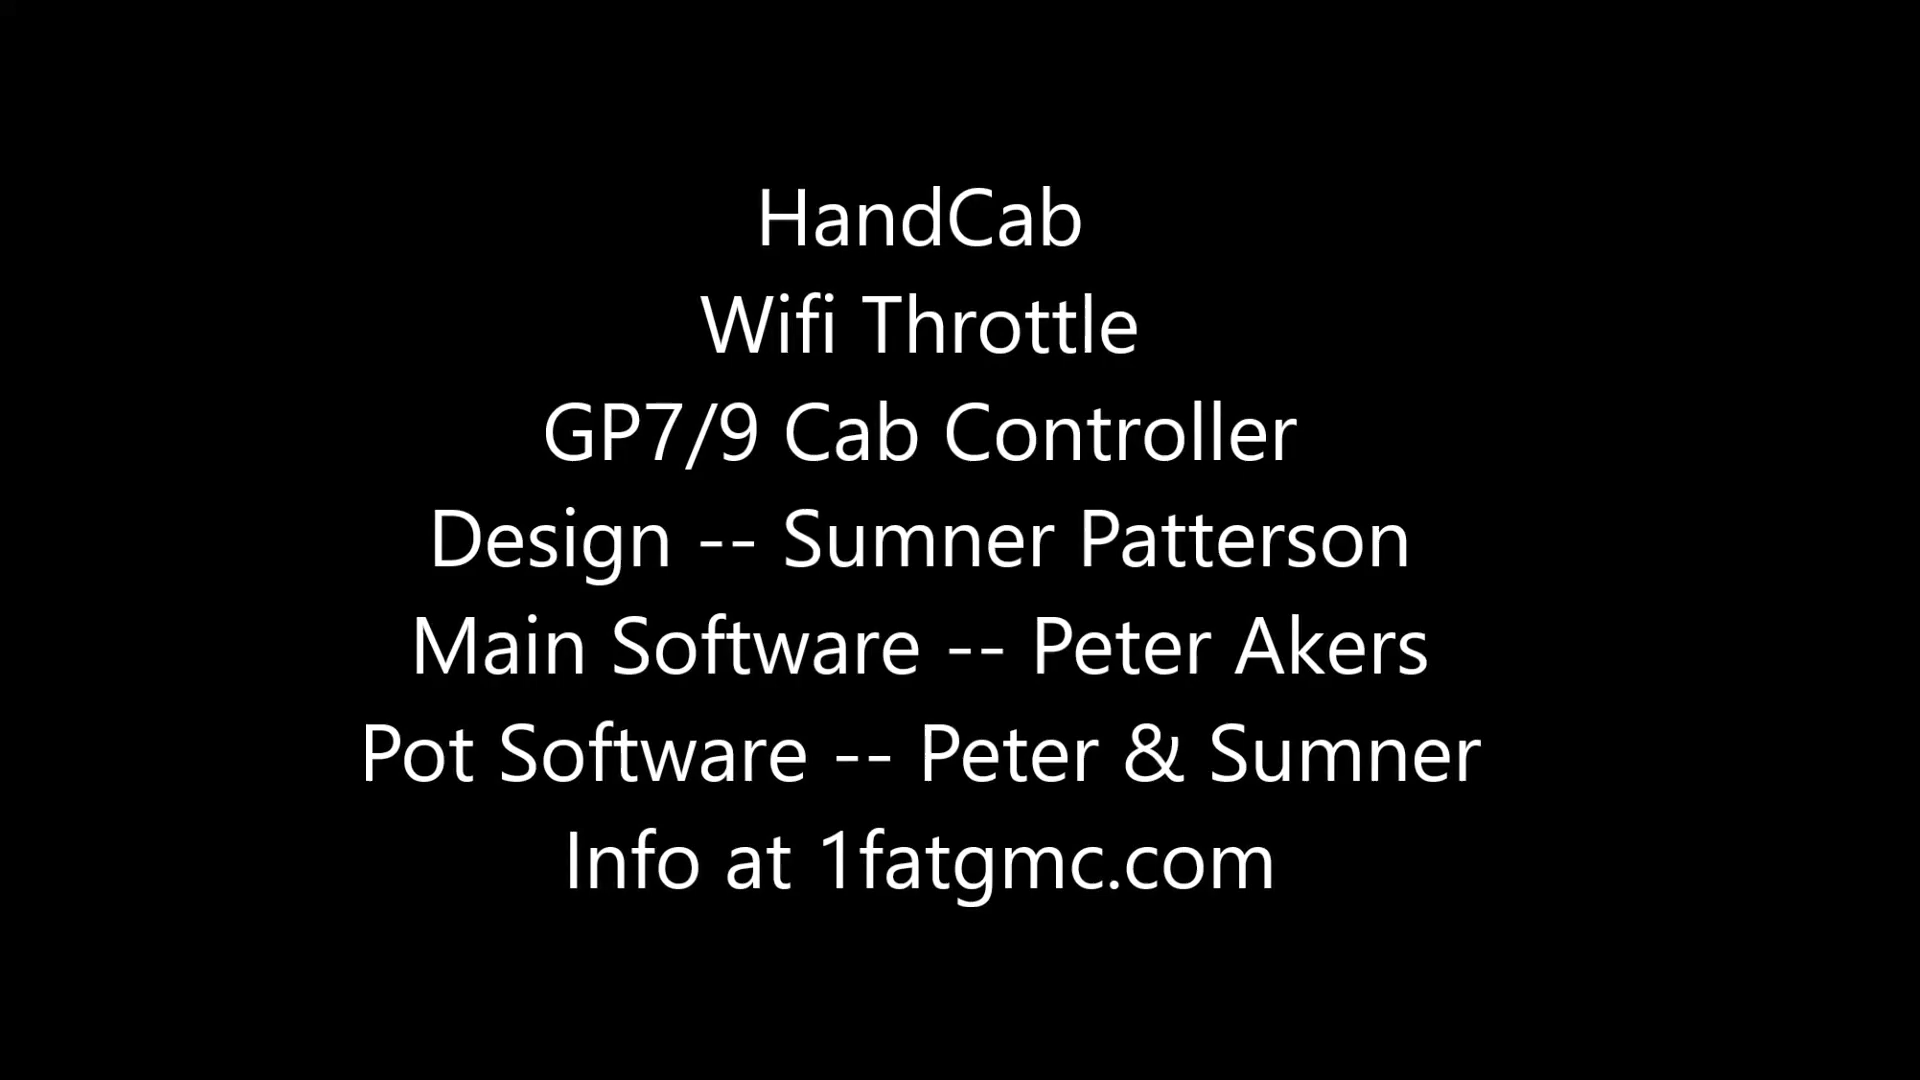 HandCab
Wifi Throttle
GP7/9 Cab Controller
Design -- Sumner Patterson
Main Software -- Peter Akers
Pot Software -- Peter & Sumner
Info at 1fatgmc.com